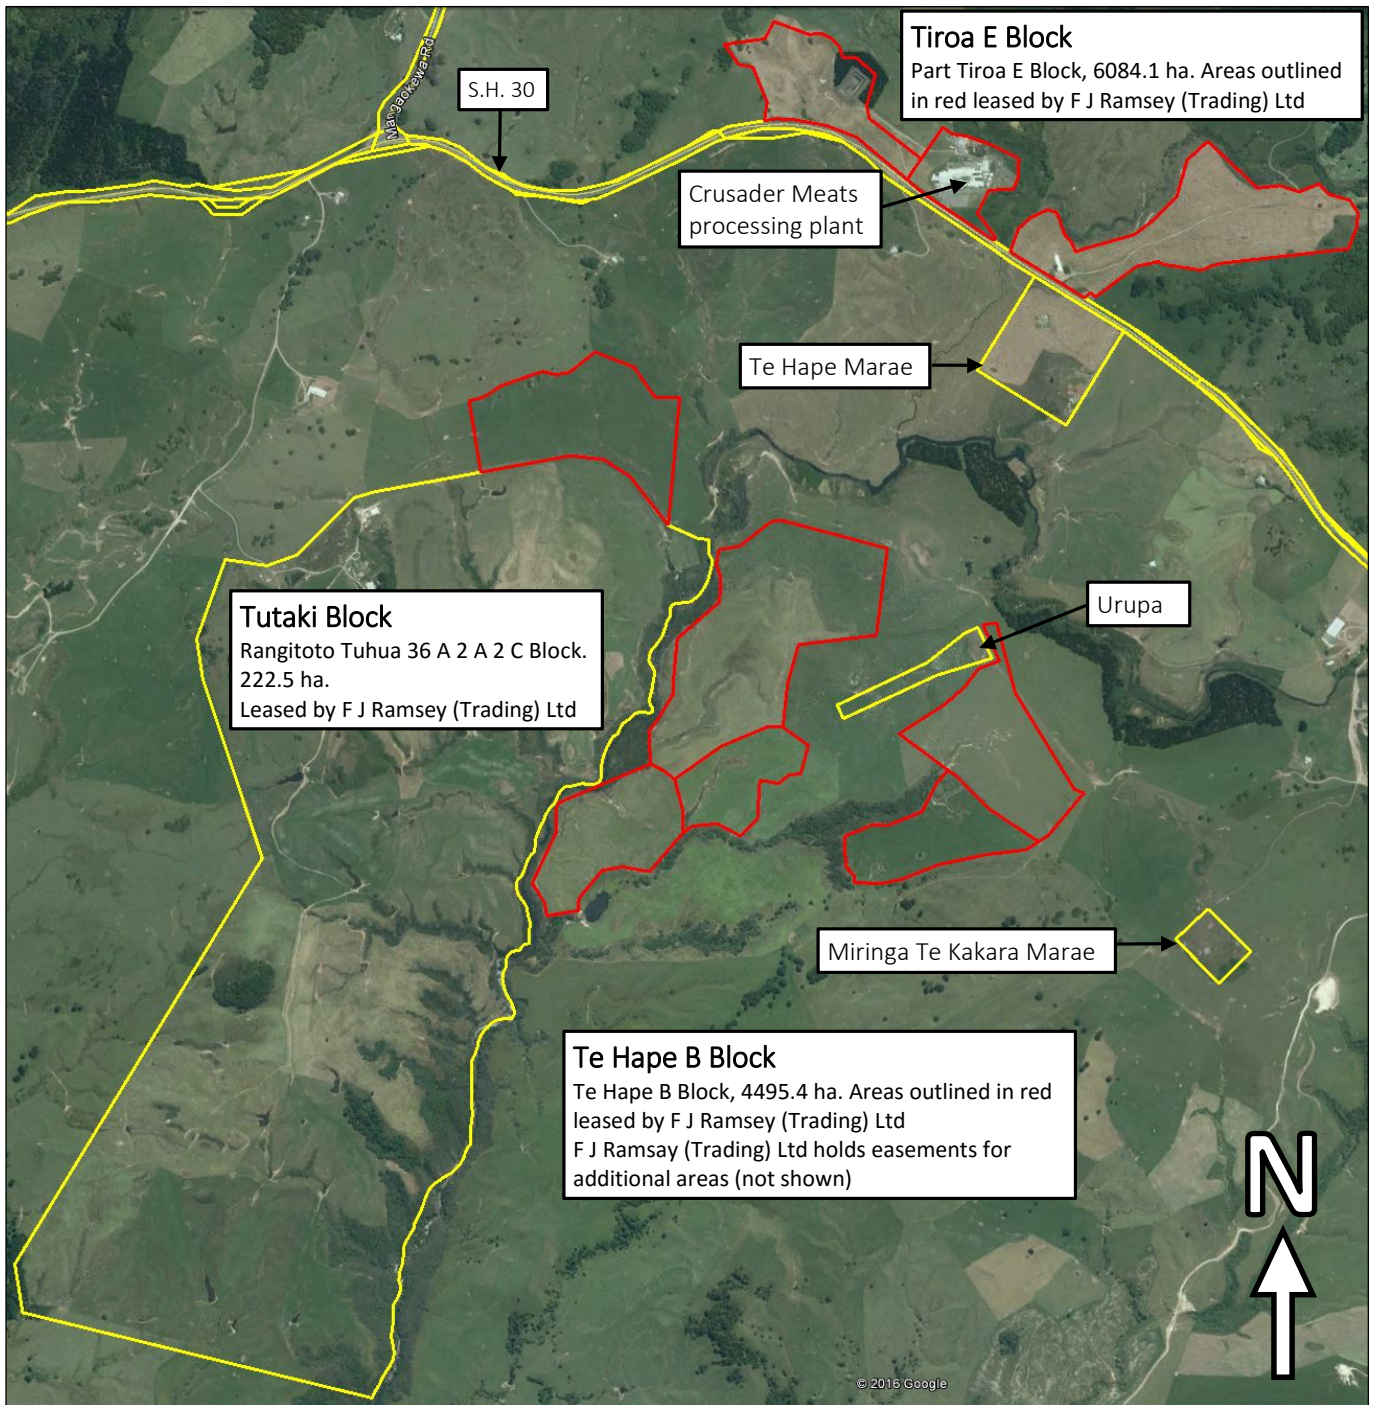 Tiroa E Block
Part Tiroa E Block, 6084.1 ha. Areas outlined
in red leased by F J Ramsey (Trading) Ltd
Mangaokewa Rd
S.H. 30
Crusader Meats
processing plant
Te Hape Marae
Urupa
Tutaki Block
Rangitoto Tuhua 36 A 2 A 2 C Block.
222.5 ha.
Leased by F J Ramsey (Trading) Ltd
Miringa Te Kakara Marae
Te Hape B Block
Te Hape B Block, 4495.4 ha. Areas outlined in red
leased by F J Ramsey (Trading) Ltd
F J Ramsay (Trading) Ltd holds easements for
additional areas (not shown)
N
© 2016 Google